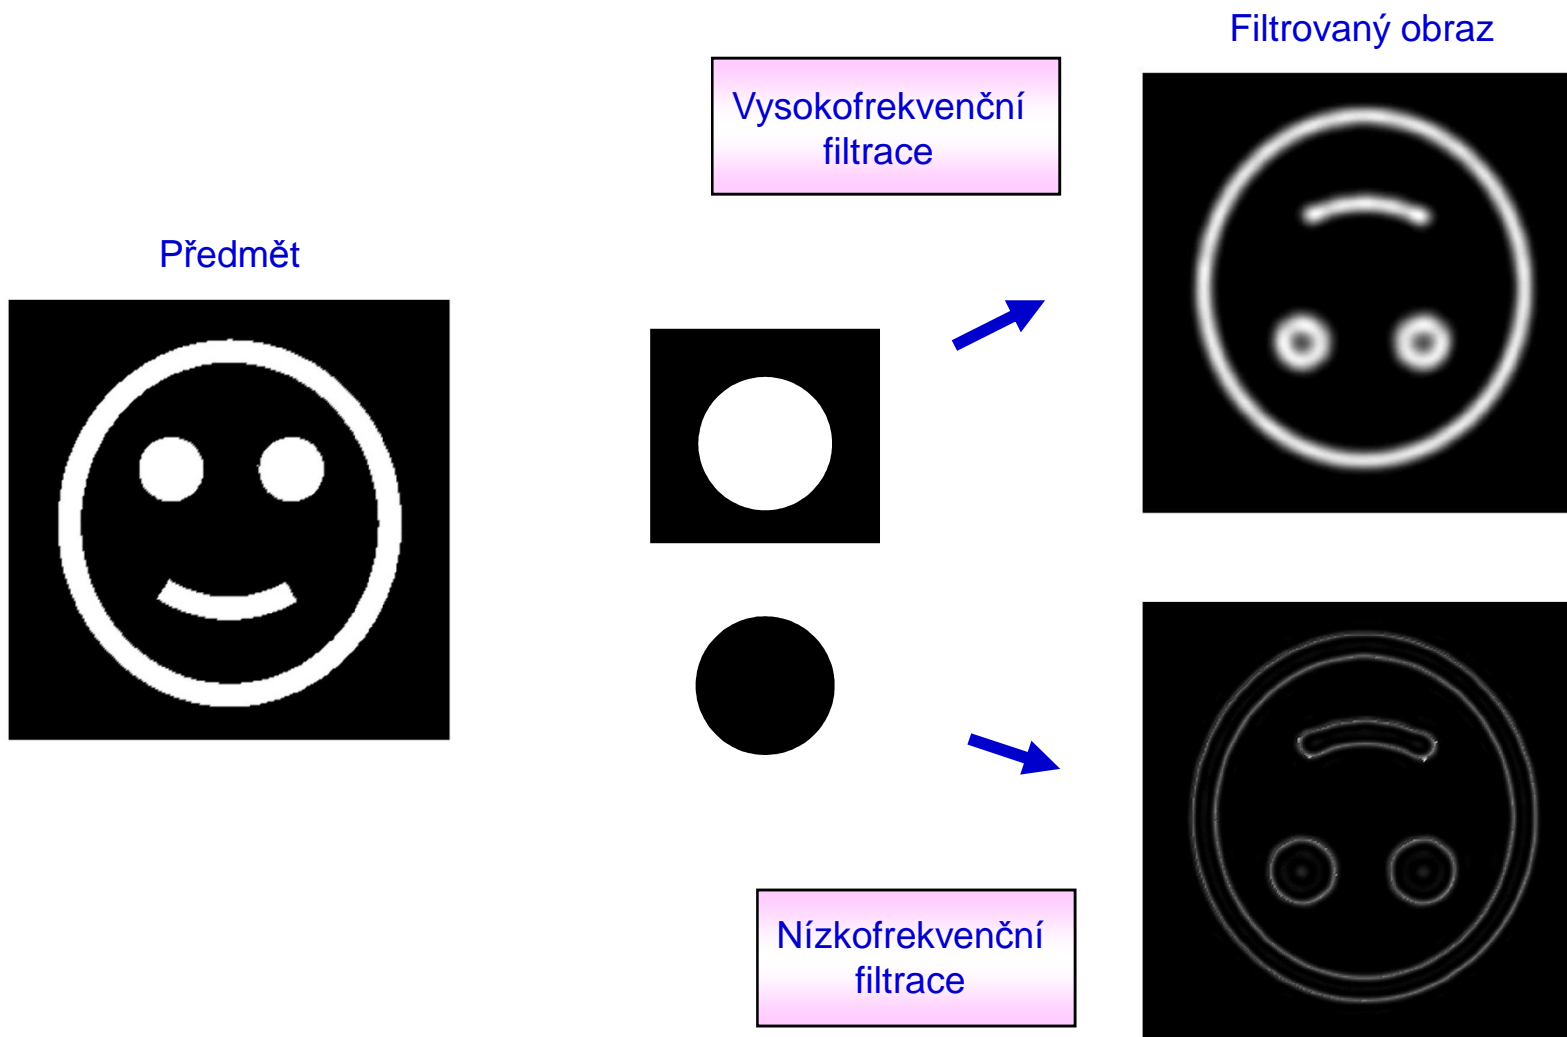 Filtrovaný obraz
Vysokofrekvenční
filtrace
Předmět
Nízkofrekvenční
filtrace